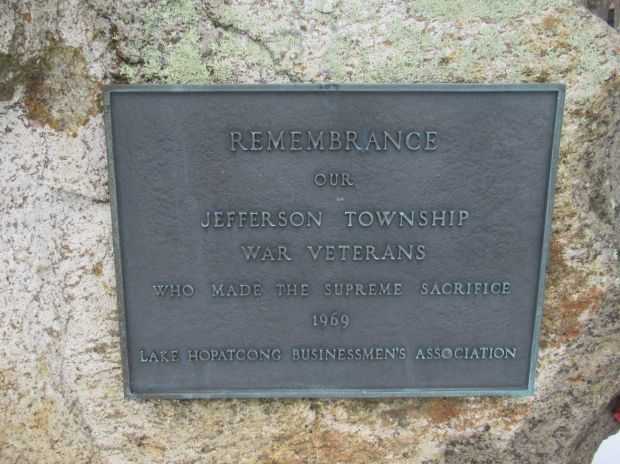 REMEMBRANCE
OUR
JEFFERSON TOWNSHIP
WAR VETERANS
WHO MADE THE SUPREME SACRIFICE
1969
LAKE HOPATCONG BUSINESSMEN'S ASSOCIATION